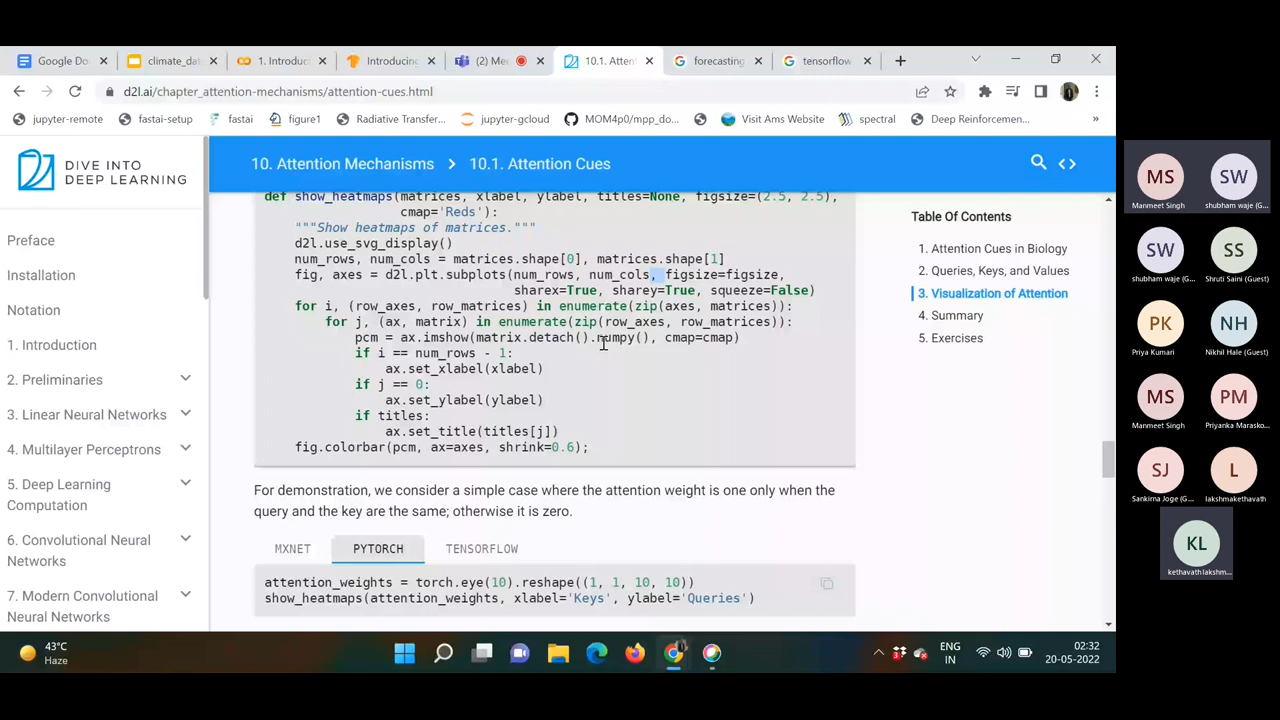 Google Do
climate_da
1. Introduc
Introducin
(2) Me
10.1. Atten
forecasting
tensorflow
d2l.ai/chapter_attention-mechanisms/attention-cues.html
jupyter-remote
fastai-setup
fastai
figure1
Radiative Transfer...
jupyter-gcloud
MOM4p0/mpp_do...
Visit Ams Website
spectral
Deep Reinforcemen...
»
DIVE INTO
DEEP LEARNING
10. Attention Mechanisms > 10.1. Attention Cues
Preface
Installation
Notation
1. Introduction
2. Preliminaries
3. Linear Neural Networks
4. Multilayer Perceptrons
5. Deep Learning
Computation
6. Convolutional Neural
Networks
7. Modern Convolutional
Neural Networks
def show_heatmaps(matrices, xlabel, ylabel, titles=None, figsize=(2.5, 2.5),
cmap='Reds'):
"""Show heatmaps of matrices."""
d2l.use_svg_display()
num_rows, num_cols = matrices.shape[0], matrices.shape[1]
fig, axes = d2l.plt.subplots(num_rows, num_cols, figsize=figsize,
sharex=True, sharey=True, squeeze=False)
for i, (row_axes, row_matrices) in enumerate(zip(axes, matrices)):
for j, (ax, matrix) in enumerate(zip(row_axes, row_matrices)):
pcm = ax.imshow(matrix.detach().numpy(), cmap=cmap)
if i == num_rows - 1:
ax.set_xlabel(xlabel)
if j == 0:
ax.set_ylabel(ylabel)
if titles:
ax.set_title(titles[j])
fig.colorbar(pcm, ax=axes, shrink=0.6);
For demonstration, we consider a simple case where the attention weight is one only when the
query and the key are the same; otherwise it is zero.
MXNET PYTORCH TENSORFLOW
attention_weights = torch.eye(10).reshape((1, 1, 10, 10))
show_heatmaps(attention_weights, xlabel='Keys', ylabel='Queries')
Table Of Contents
1. Attention Cues in Biology
2. Queries, Keys, and Values
3. Visualization of Attention
4. Summary
5. Exercises
43°C
Haze
ENG
IN
02:32
20-05-2022
MS
Manmeet Singh
SW
shubham waje (G...
SW
shubham waje (G...
SS
Shruti Saini (Guest)
PK
Priya Kumari
NH
Nikhil Hale (Guest)
MS
Manmeet Singh
PM
Priyanka Marasko...
SJ
Sankirna Joge (G...
L
lakshmakethavath
KL
kethavath lakshm...